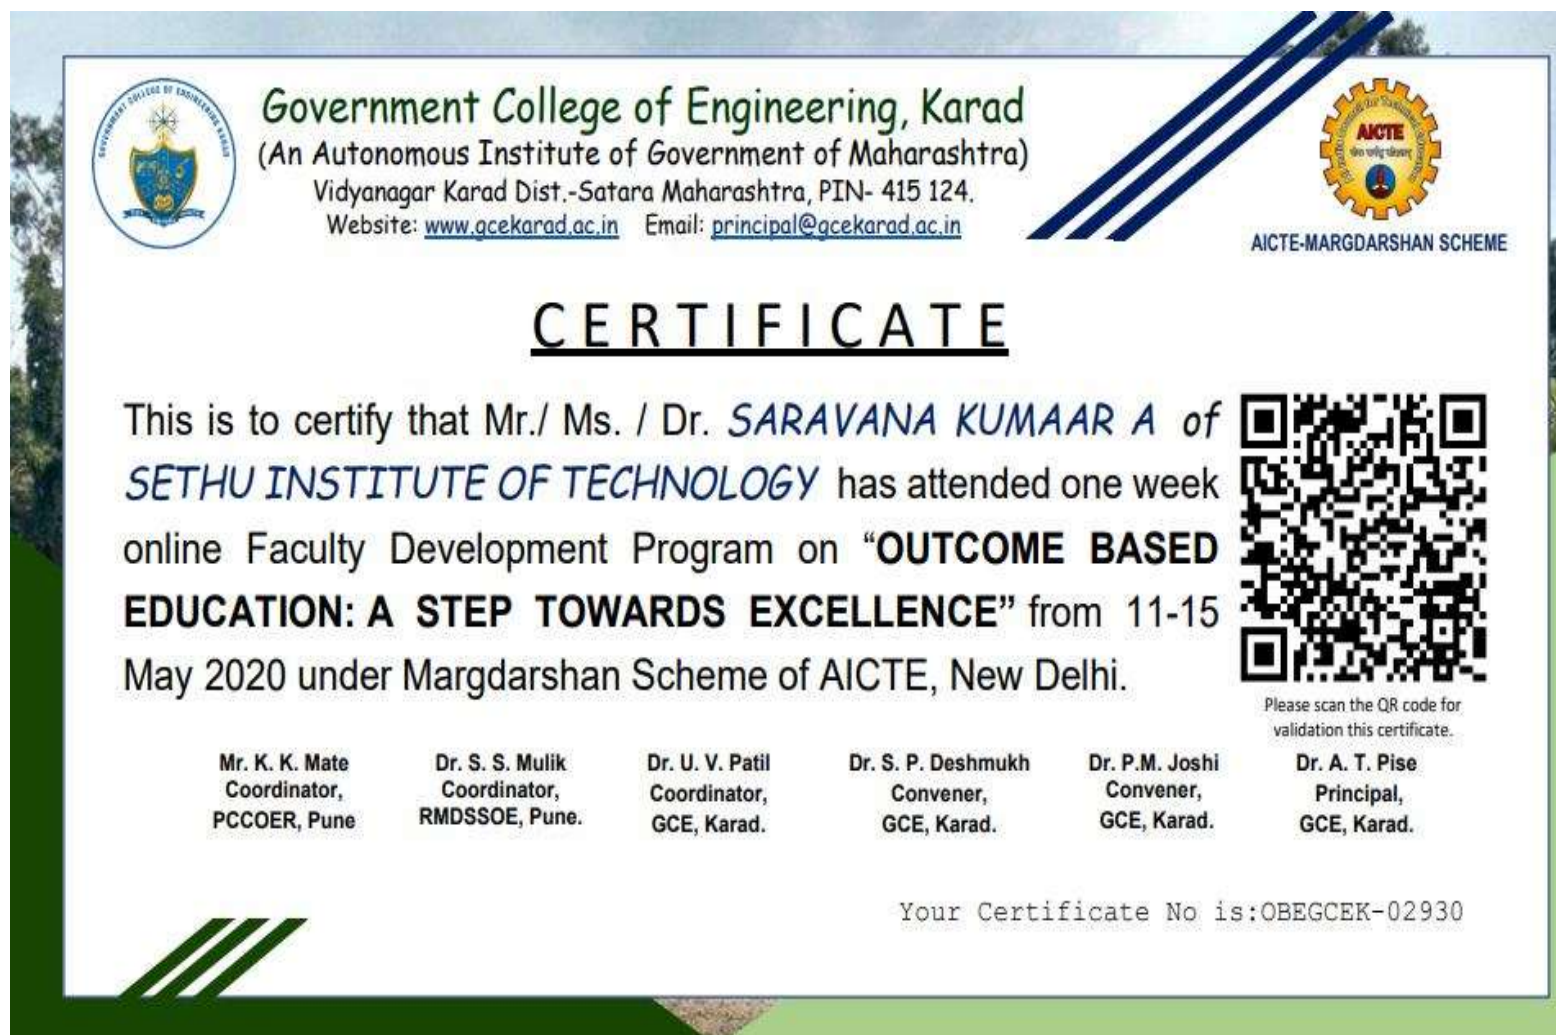 GOVERNMENT COLLEGE OF ENGINEERING KARAD
Government College of Engineering, Karad
(An Autonomous Institute of Government of Maharashtra)
Vidyanagar Karad Dist.-Satara Maharashtra, PIN- 415 124.
Website: www.gcekarad.ac.in Email: principal@gcekarad.ac.in
AICTE
AICTE-MARGDARSHAN SCHEME
CERTIFICATE
This is to certify that Mr./ Ms. / Dr. SARAVANA KUMAAR A of
SETHU INSTITUTE OF TECHNOLOGY has attended one week
online Faculty Development Program on “OUTCOME BASED
EDUCATION: A STEP TOWARDS EXCELLENCE” from 11-15
May 2020 under Margdarshan Scheme of AICTE, New Delhi.
Please scan the QR code for
validation this certificate.
Mr. K. K. Mate
Coordinator,
PCCOER, Pune
Dr. S. S. Mulik
Coordinator,
RMDSSOE, Pune.
Dr. U. V. Patil
Coordinator,
GCE, Karad.
Dr. S. P. Deshmukh
Convener,
GCE, Karad.
Dr. P.M. Joshi
Convener,
GCE, Karad.
Dr. A. T. Pise
Principal,
GCE, Karad.
Your Certificate No is:OBEGCEK-02930